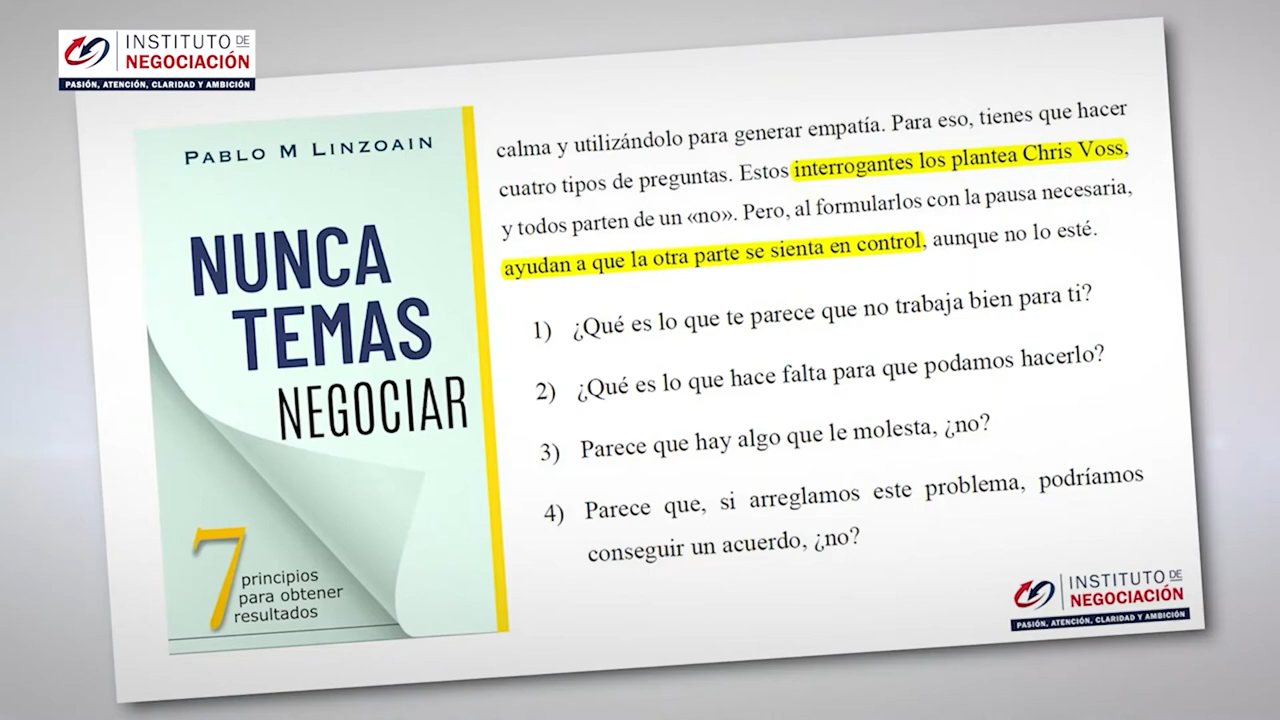 INSTITUTO DE
NEGOCIACIÓN
PASIÓN, ATENCIÓN, CLARIDAD Y AMBICIÓN
PABLO M LINZOAIN
NUNCA
TEMAS
NEGOCIAR
7
principios
para obtener
resultados
calma y utilizándolo para generar empatía. Para eso, tienes que hacer
cuatro tipos de preguntas. Estos interrogantes los plantea Chris Voss,
y todos parten de un «no». Pero, al formularlos con la pausa necesaria,
ayudan a que la otra parte se sienta en control, aunque no lo esté.
1) ¿Qué es lo que te parece que no trabaja bien para ti?
2) ¿Qué es lo que hace falta para que podamos hacerlo?
3) Parece que hay algo que le molesta, ¿no?
4) Parece que, si arreglamos este problema, podríamos
conseguir un acuerdo, ¿no?
INSTITUTO DE
NEGOCIACIÓN
PASIÓN, ATENCIÓN, CLARIDAD Y AMBICIÓN